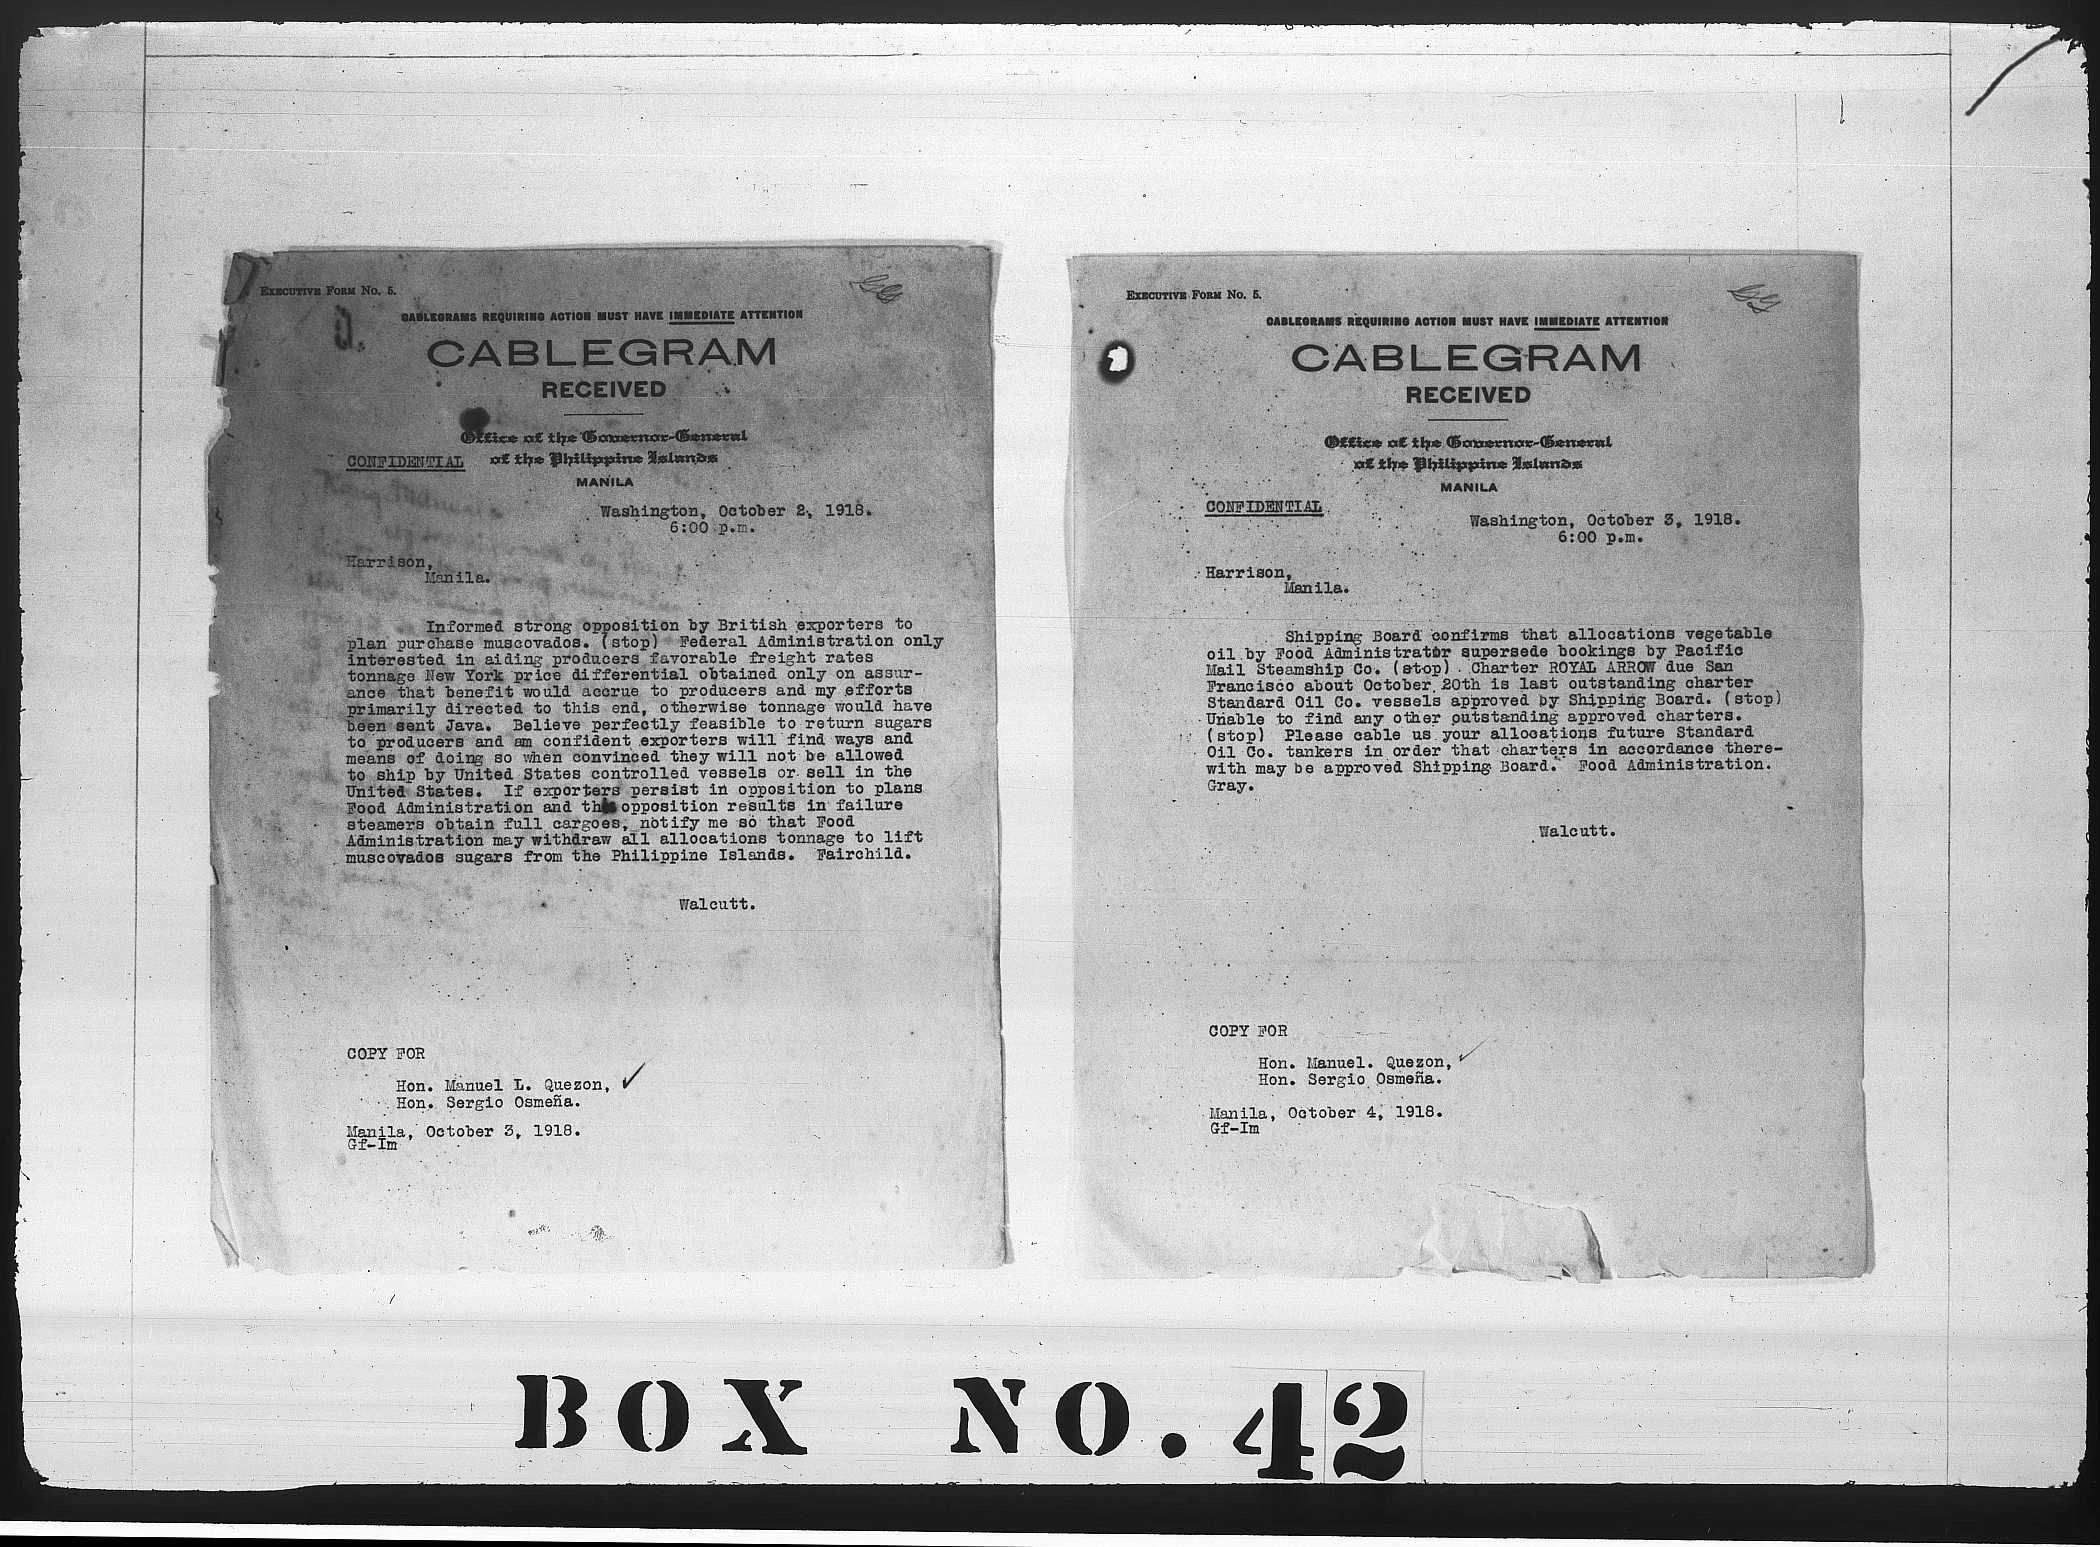 EXECUTIVE FORM NO. 5.
CABLEGRAMS REQUIRING ACTION MUST HAVE IMMEDIATE ATTENTION
CABLEGRAM
RECEIVED
Office of the Governor-General
CONFIDENTIAL of the Philippine Islands
MANILA
Washington, October 2, 1918.
6:00 p.m.
Harrison,
Manila.
Informed strong opposition by British exporters to
plan purchase muscovados. (stop) Federal Administration only
interested in aiding producers favorable freight rates
tonnage New York price differential obtained only on assur-
ance that benefit would accrue to producers and my efforts
primarily directed to this end, otherwise tonnage would have
been sent Java. Believe perfectly feasible to return sugars
to producers and am confident exporters will find ways and
means of doing so when convinced they will not be allowed
to ship by United States controlled vessels or sell in the
United States. If exporters persist in opposition to plans
Food Administration and opposition results in failure
steamers obtain full cargoes, notify me so that Food
Administration may withdraw all allocations tonnage to lift
muscovados sugars from the Philippine Islands. Fairchild.
Walcutt.
COPY FOR
Hon. Manuel L. Quezon,
Hon. Sergio Osmeña.
Manila, October 3, 1918.
Gf-Im
EXECUTIVE FORM NO. 5.
CABLEGRAMS REQUIRING ACTION MUST HAVE IMMEDIATE ATTENTION
CABLEGRAM
RECEIVED
Office of the Governor-General
of the Philippine Islands
MANILA
CONFIDENTIAL
Washington, October 3, 1918.
6:00 p.m.
Harrison,
Manila.
Shipping Board confirms that allocations vegetable
oil by Food Administrator supersede bookings by Pacific
Mail Steamship Co. (stop) Charter ROYAL ARROW due San
Francisco about October 20th is last outstanding charter
Standard Oil Co. vessels approved by Shipping Board. (stop)
Unable to find any other outstanding approved charters.
(stop) Please cable us your allocations future Standard
Oil Co. tankers in order that charters in accordance there-
with may be approved Shipping Board. Food Administration.
Gray.
Walcutt.
COPY FOR
Hon. Manuel. Quezon,
Hon. Sergio Osmeña.
Manila, October 4, 1918.
Gf-Im
BOX NO. 42